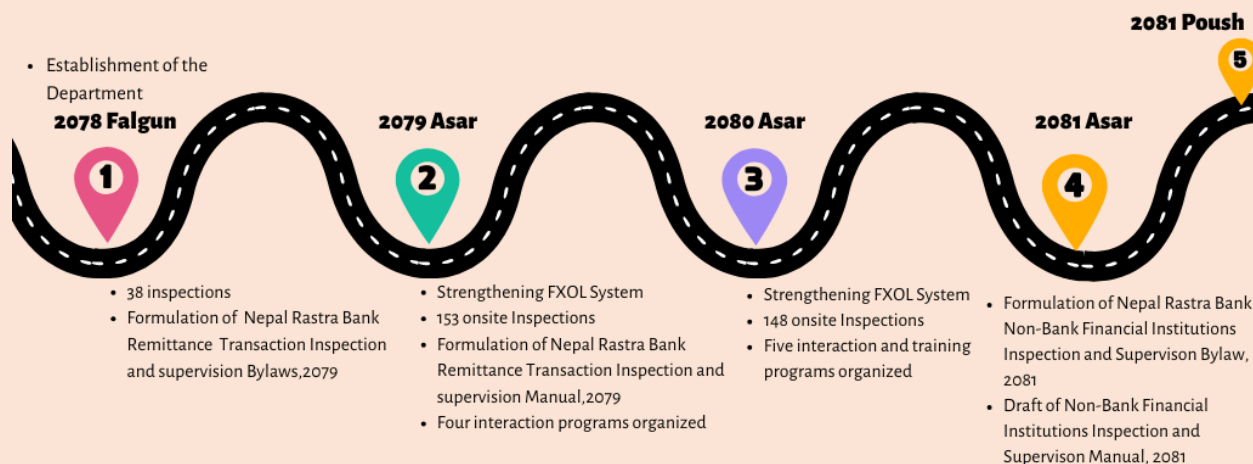 2081 Poush
5
• Establishment of the
Department
2078 Falgun
1
• 38 inspections
• Formulation of Nepal Rastra Bank
Remittance Transaction Inspection
and supervision Bylaws,2079
2079 Asar
2
• Strengthening FXOL System
• 153 onsite Inspections
• Formulation of Nepal Rastra Bank
Remittance Transaction Inspection and
supervision Manual,2079
• Four interaction programs organized
2080 Asar
3
• Strengthening FXOL System
• 148 onsite Inspections
• Five interaction and training
programs organized
2081 Asar
4
• Formulation of Nepal Rastra Bank
Non-Bank Financial Institutions
Inspection and Supervison Bylaw,
2081
• Draft of Non-Bank Financial
Institutions Inspection and
Supervison Manual, 2081